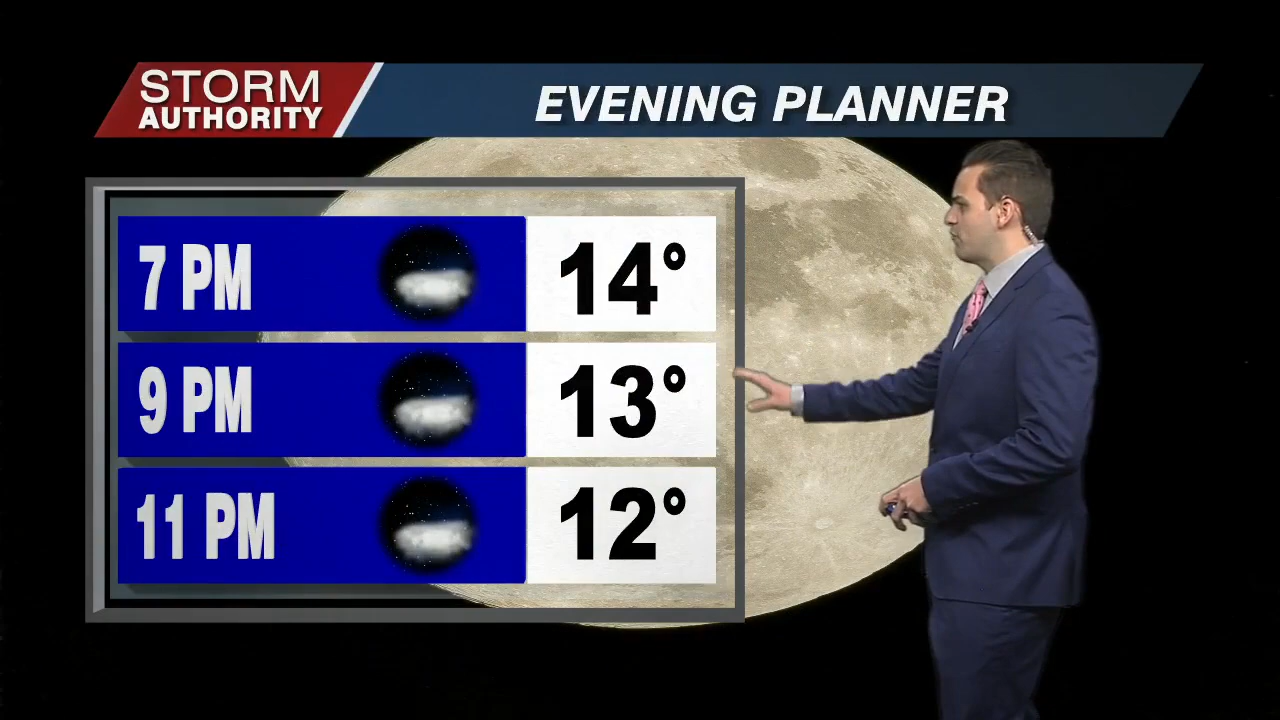 STORM
AUTHORITY
EVENING PLANNER
7 PM 14°
9 PM 13°
11 PM 12°